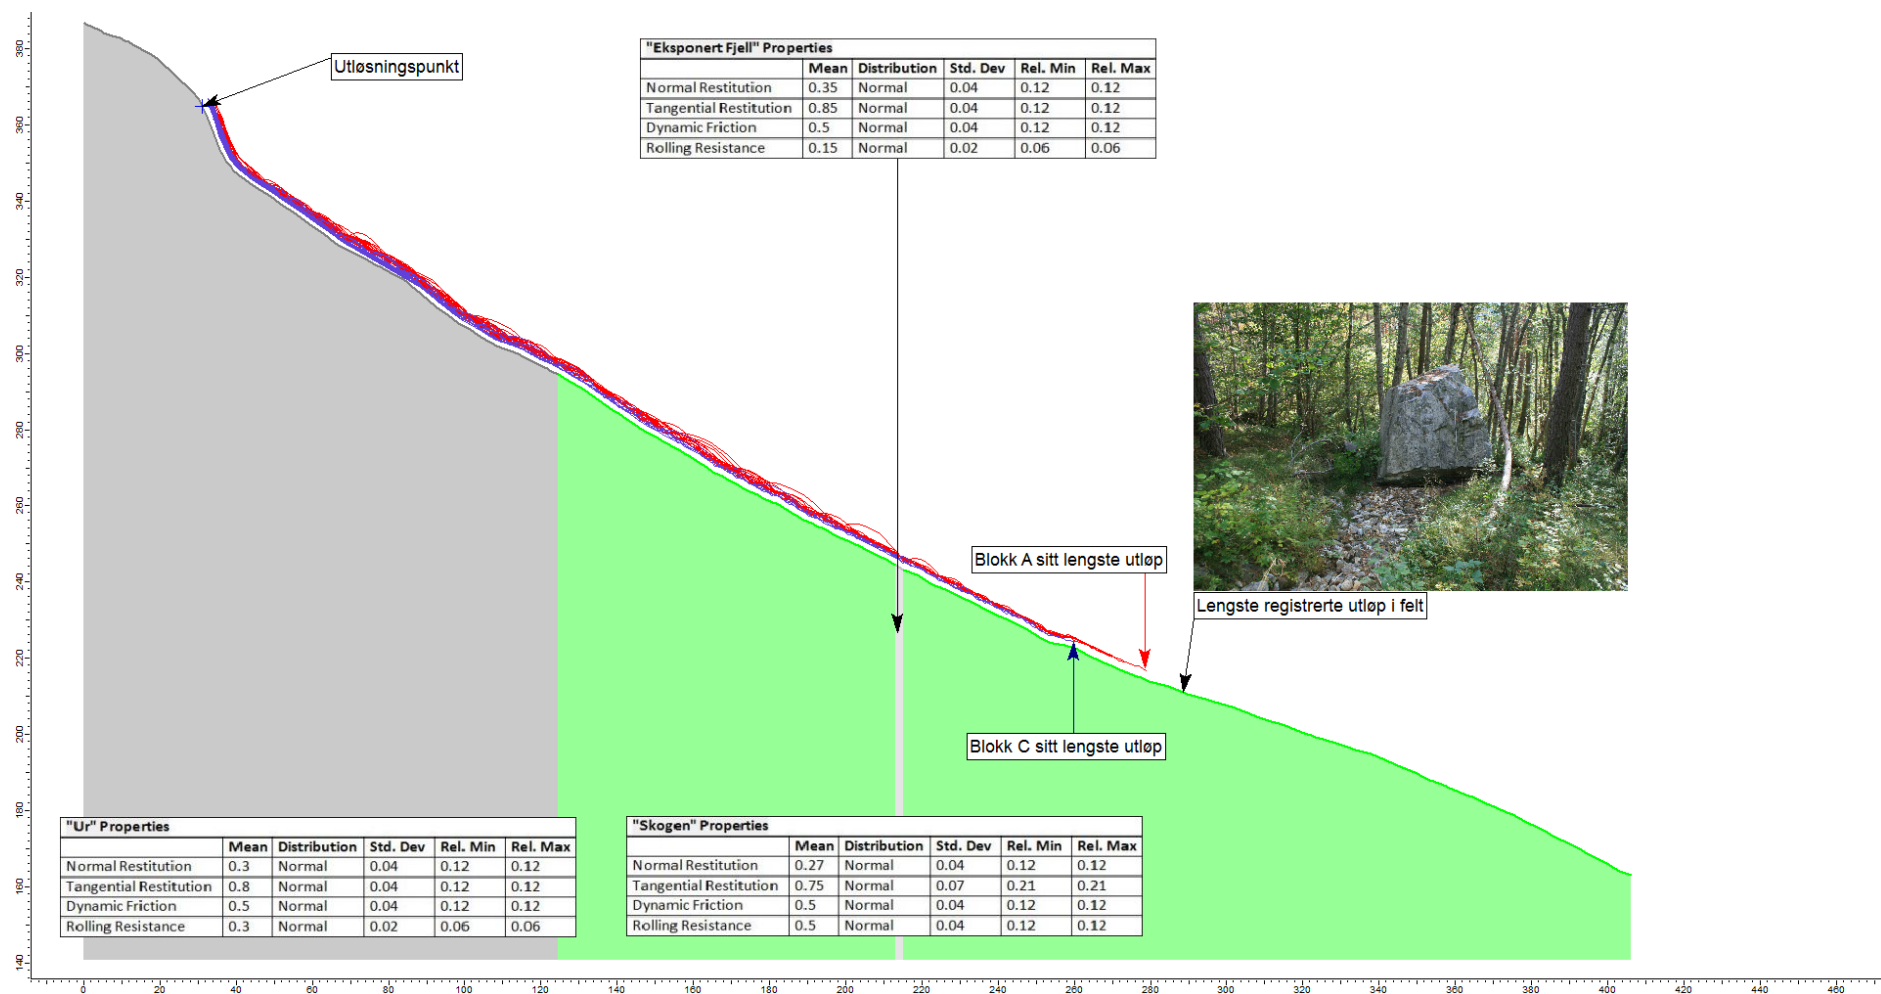 Utløsningspunkt
"Eksponert Fjell" Properties
Mean Distribution Std. Dev Rel. Min Rel. Max
Normal Restitution 0.35 Normal 0.04 0.12 0.12
Tangential Restitution 0.85 Normal 0.04 0.12 0.12
Dynamic Friction 0.5 Normal 0.04 0.12 0.12
Rolling Resistance 0.15 Normal 0.02 0.06 0.06
Blokk A sitt lengste utløp
Lengste registrerte utløp i felt
Blokk C sitt lengste utløp
"Ur" Properties
Mean Distribution Std. Dev Rel. Min Rel. Max
Normal Restitution 0.3 Normal 0.04 0.12 0.12
Tangential Restitution 0.8 Normal 0.04 0.12 0.12
Dynamic Friction 0.5 Normal 0.04 0.12 0.12
Rolling Resistance 0.3 Normal 0.02 0.06 0.06
"Skogen" Properties
Mean Distribution Std. Dev Rel. Min Rel. Max
Normal Restitution 0.27 Normal 0.04 0.12 0.12
Tangential Restitution 0.75 Normal 0.07 0.21 0.21
Dynamic Friction 0.5 Normal 0.04 0.12 0.12
Rolling Resistance 0.5 Normal 0.04 0.12 0.12
380
360
340
320
300
280
260
240
220
200
180
160
140
0 20 40 60 80 100 120 140 160 180 200 220 240 260 280 300 320 340 360 380 400 420 440 460